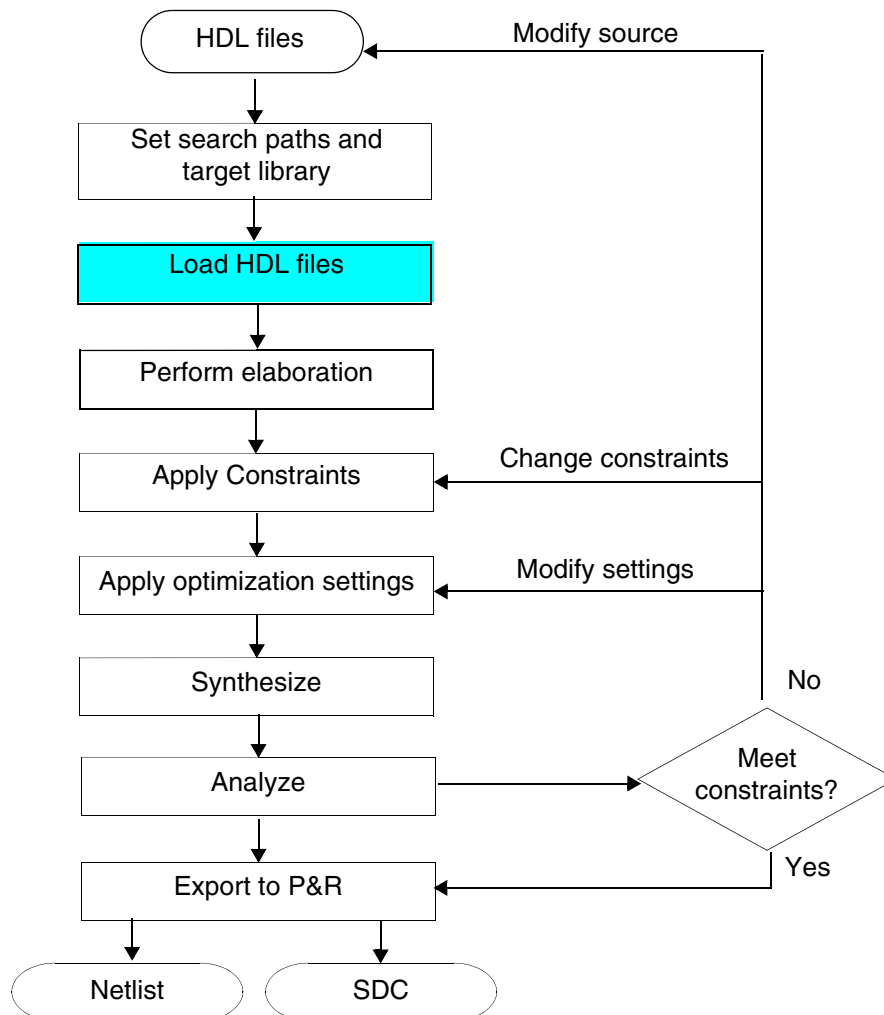 HDL files
Modify source
Set search paths and
target library
Load HDL files
Perform elaboration
Apply Constraints
Change constraints
Apply optimization settings
Modify settings
Synthesize
No
Analyze
Meet
constraints?
Yes
Export to P&R
Netlist
SDC